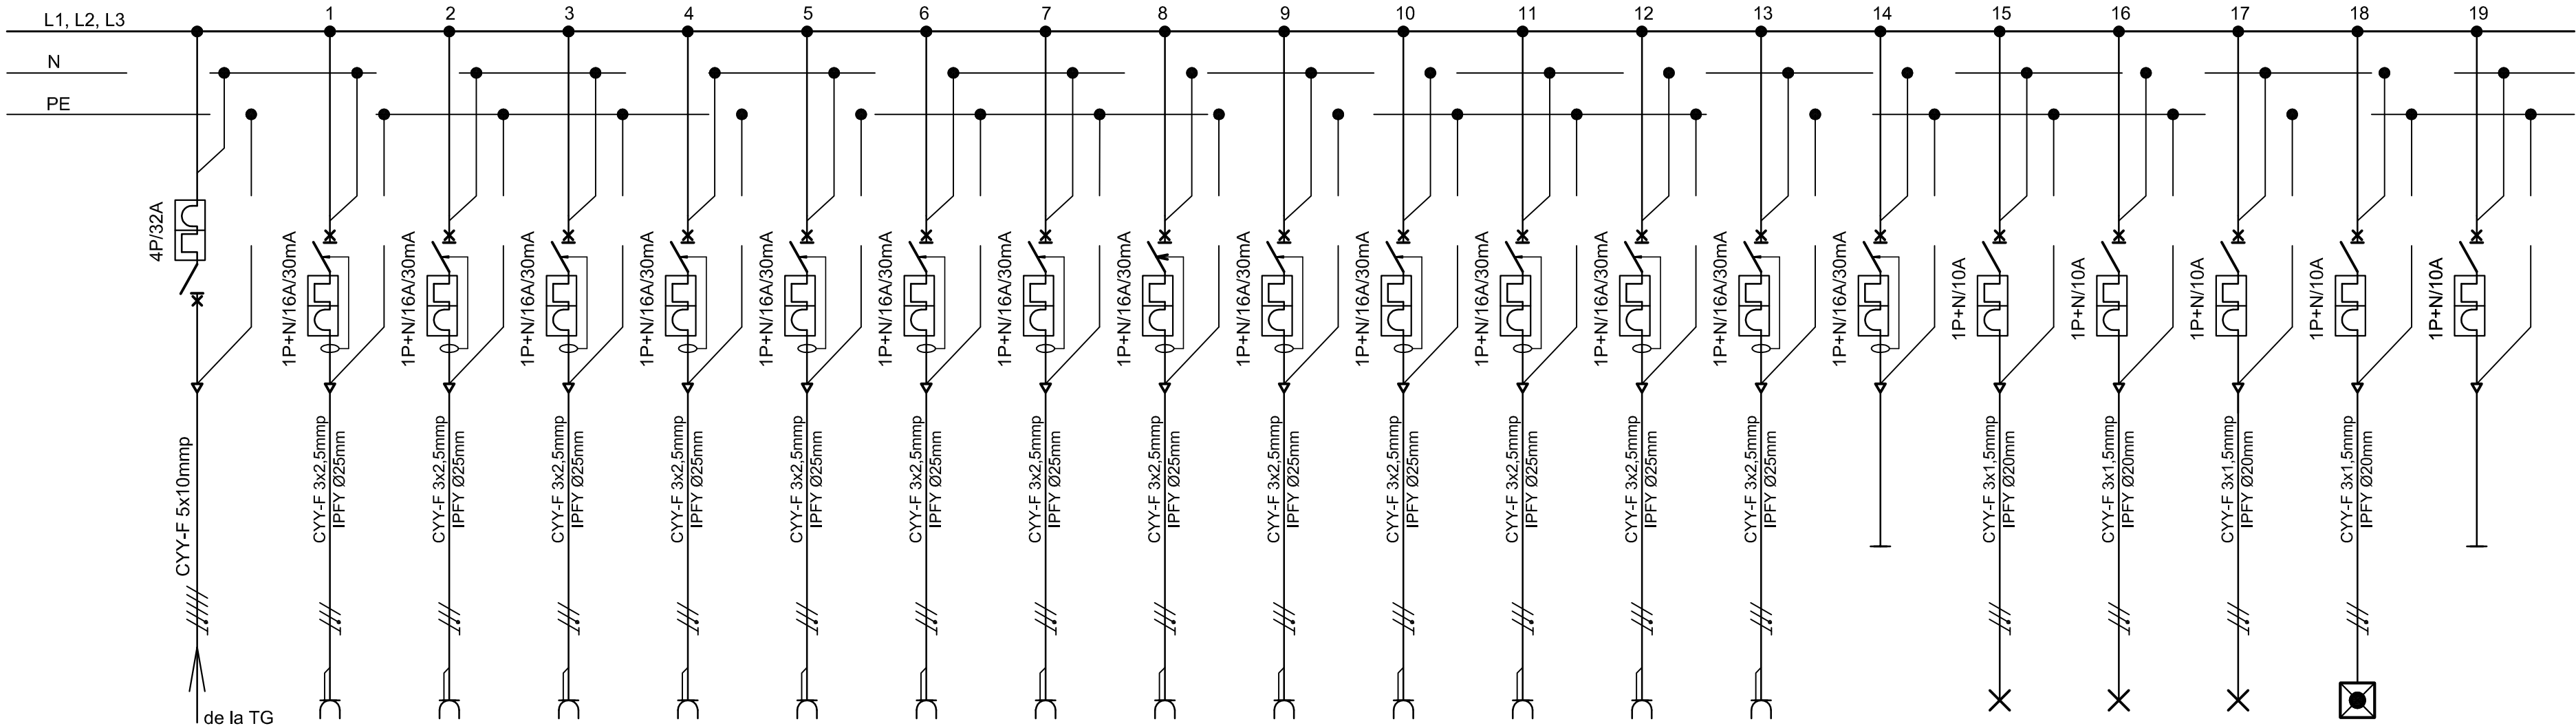 L1, L2, L3
1 2 3 4 5 6 7 8 9 10 11 12 13 14 15 16 17 18 19
N
PE
4P/32A
1P+N/16A/30mA
1P+N/16A/30mA
1P+N/16A/30mA
1P+N/16A/30mA
1P+N/16A/30mA
1P+N/16A/30mA
1P+N/16A/30mA
1P+N/16A/30mA
1P+N/16A/30mA
1P+N/16A/30mA
1P+N/16A/30mA
1P+N/16A/30mA
1P+N/16A/30mA
1P+N/16A/30mA
1P+N/10A
1P+N/10A
1P+N/10A
1P+N/10A
1P+N/10A
CYY-F 5x10mmp
CYY-F 3x2,5mmp
IPFY Ø25mm
CYY-F 3x2,5mmp
IPFY Ø25mm
CYY-F 3x2,5mmp
IPFY Ø25mm
CYY-F 3x2,5mmp
IPFY Ø25mm
CYY-F 3x2,5mmp
IPFY Ø25mm
CYY-F 3x2,5mmp
IPFY Ø25mm
CYY-F 3x2,5mmp
IPFY Ø25mm
CYY-F 3x2,5mmp
IPFY Ø25mm
CYY-F 3x2,5mmp
IPFY Ø25mm
CYY-F 3x2,5mmp
IPFY Ø25mm
CYY-F 3x2,5mmp
IPFY Ø25mm
CYY-F 3x2,5mmp
IPFY Ø25mm
CYY-F 3x2,5mmp
IPFY Ø25mm
CYY-F 3x1,5mmp
IPFY Ø20mm
CYY-F 3x1,5mmp
IPFY Ø20mm
CYY-F 3x1,5mmp
IPFY Ø20mm
CYY-F 3x1,5mmp
IPFY Ø20mm
de la TG